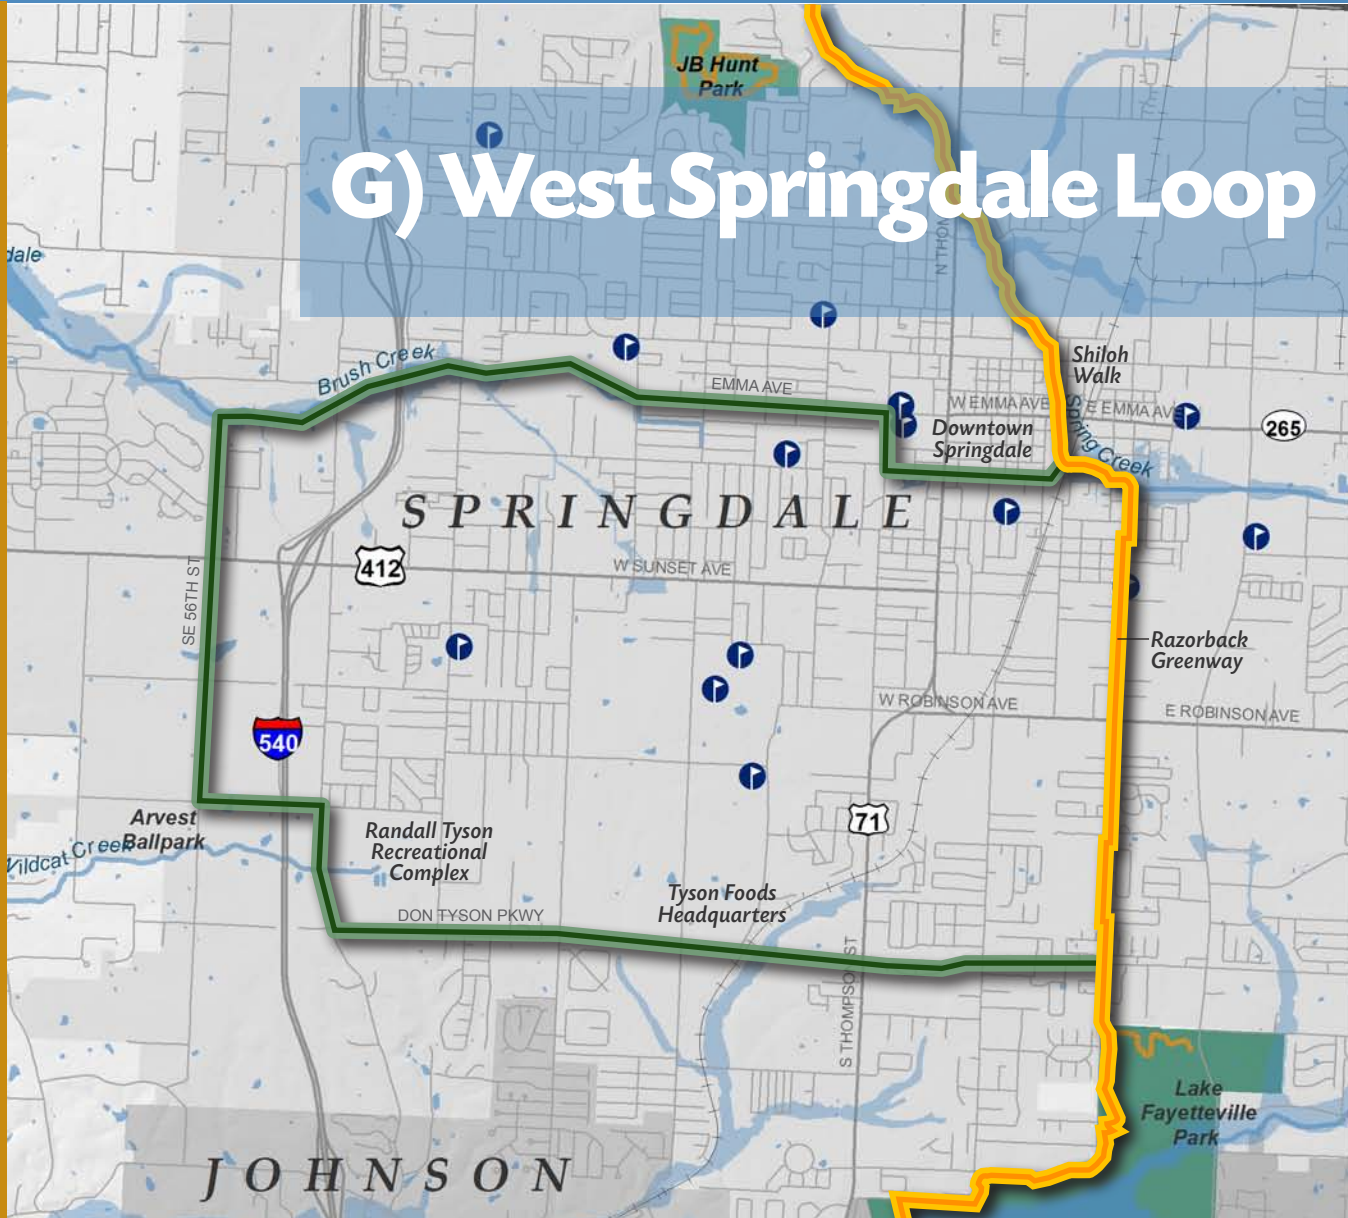 JB Hunt
Park
G) West Springdale Loop
N THOM
dale
Brush Creek
Shiloh
Walk
EMMA AVE
W EMMA AVE
E EMMA AVE
265
Downtown
Springdale
Spring Creek
SPRINGDALE
412
W SUNSET AVE
SE 56TH ST
Razorback
Greenway
W ROBINSON AVE
E ROBINSON AVE
540
71
Arvest
Ballpark
Wildcat Creek
Randall Tyson
Recreational
Complex
Tyson Foods
Headquarters
DON TYSON PKWY
S THOMPSON ST
Lake
Fayetteville
Park
JOHNSON